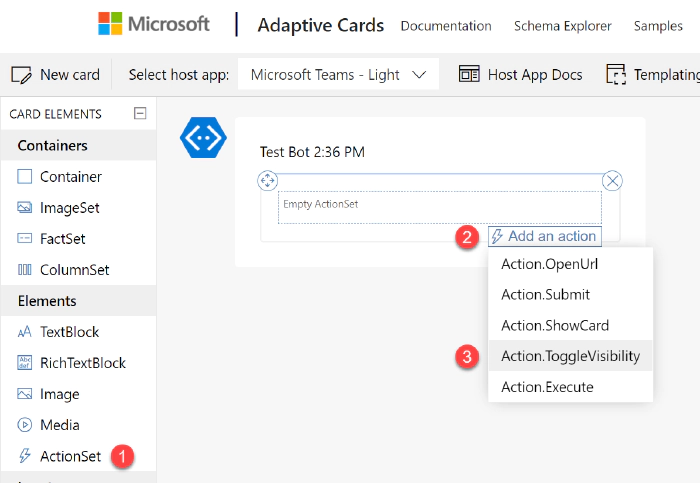 Microsoft | Adaptive Cards Documentation Schema Explorer Samples
New card Select host app: Microsoft Teams - Light Host App Docs Templating
CARD ELEMENTS
Containers
Container
ImageSet
FactSet
ColumnSet
Elements
TextBlock
Abc
def
RichTextBlock
Image
Media
ActionSet 1
Test Bot 2:36 PM
Empty ActionSet
2 Add an action
Action.OpenUrl
Action.Submit
Action.ShowCard
3 Action.ToggleVisibility
Action.Execute